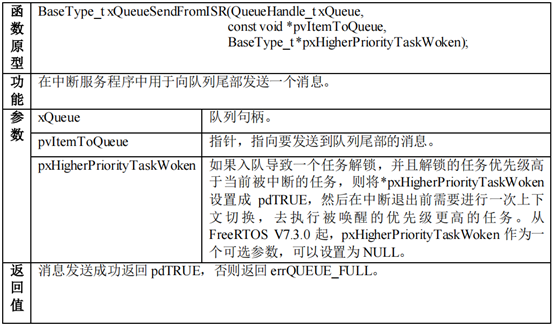 函数原型
BaseType_t xQueueSendFromISR(QueueHandle_t xQueue,
const void *pvItemToQueue,
BaseType_t *pxHigherPriorityTaskWoken);
功能
在中断服务程序中用于向队列尾部发送一个消息。
参数
xQueue
队列句柄。
pvItemToQueue
指针，指向要发送到队列尾部的消息。
pxHigherPriorityTaskWoken
如果入队导致一个任务解锁，并且解锁的任务优先级高
于当前被中断的任务，则将*pxHigherPriorityTaskWoken
设置成 pdTRUE，然后在中断退出前需要进行一次上下
文切换，去执行被唤醒的优先级更高的任务。从
FreeRTOS V7.3.0 起，pxHigherPriorityTaskWoken 作为一
个可选参数，可以设置为 NULL。
返回值
消息发送成功返回 pdTRUE，否则返回 errQUEUE_FULL。